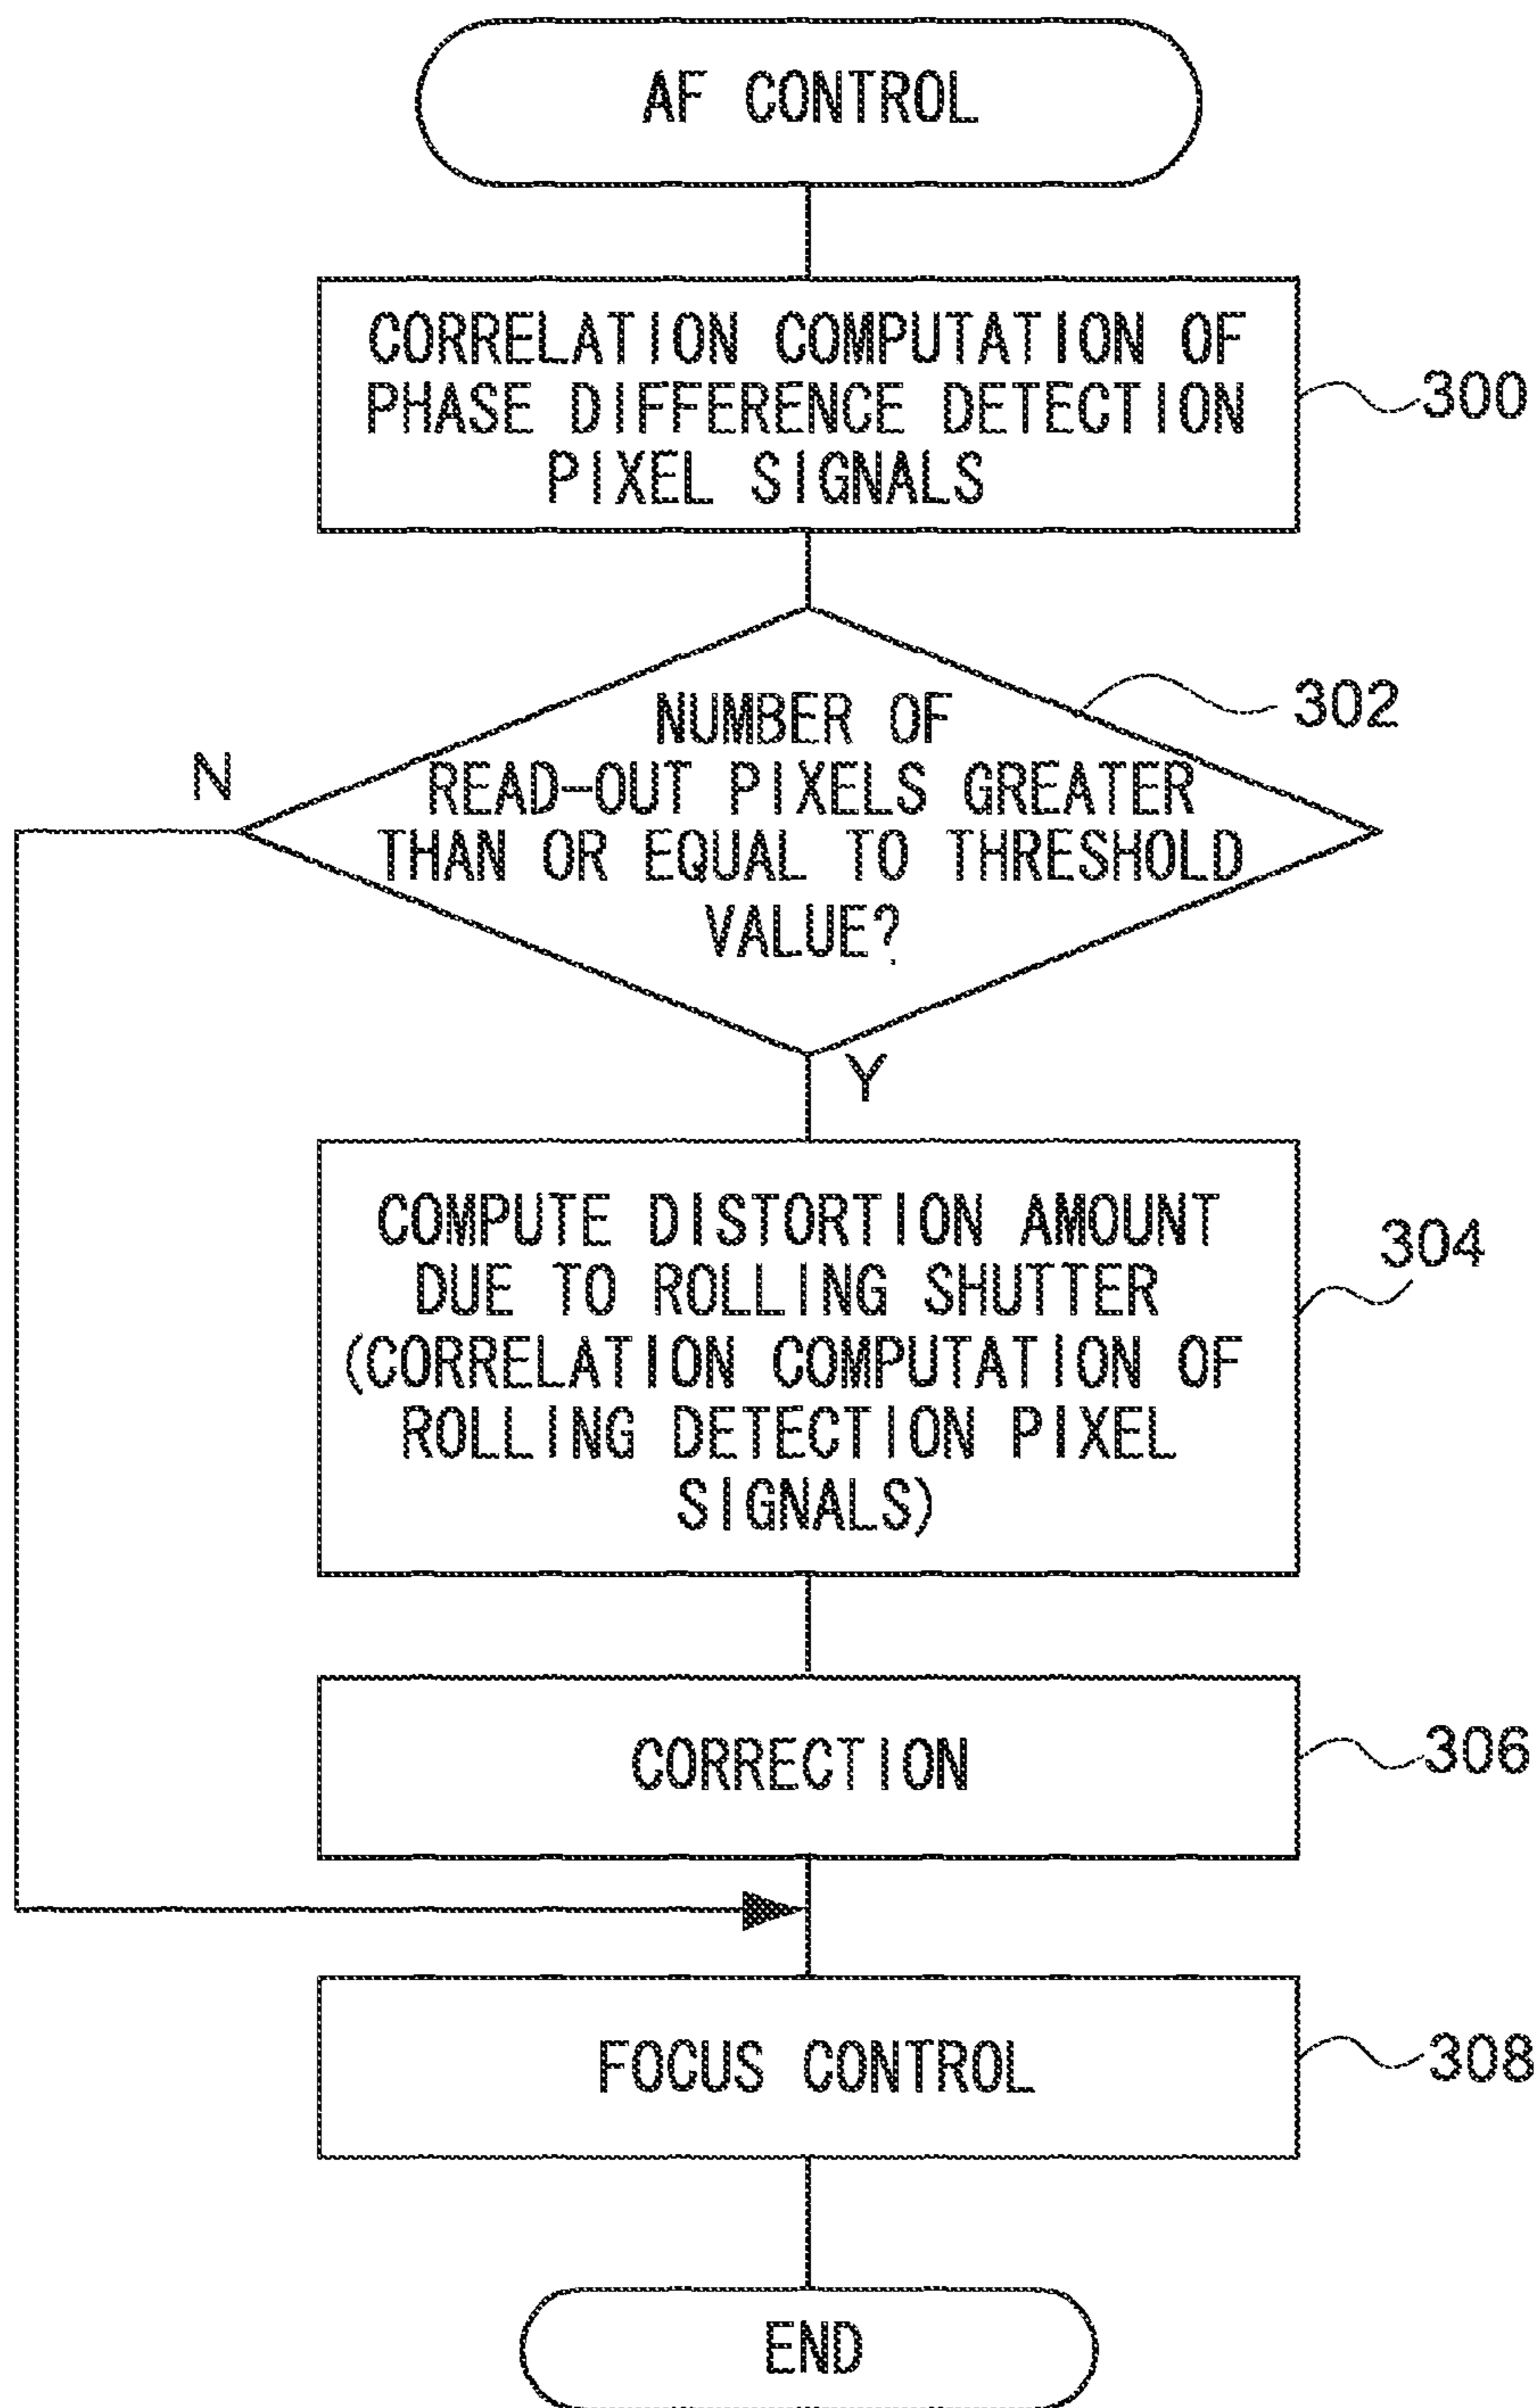 AF CONTROL
CORRELATION COMPUTATION OF
PHASE DIFFERENCE DETECTION
PIXEL SIGNALS
300
302
NUMBER OF
READ-OUT PIXELS GREATER
THAN OR EQUAL TO THRESHOLD
VALUE?
N
Y
COMPUTE DISTORTION AMOUNT
DUE TO ROLLING SHUTTER
(CORRELATION COMPUTATION OF
ROLLING DETECTION PIXEL
SIGNALS)
304
CORRECTION
306
FOCUS CONTROL
308
END